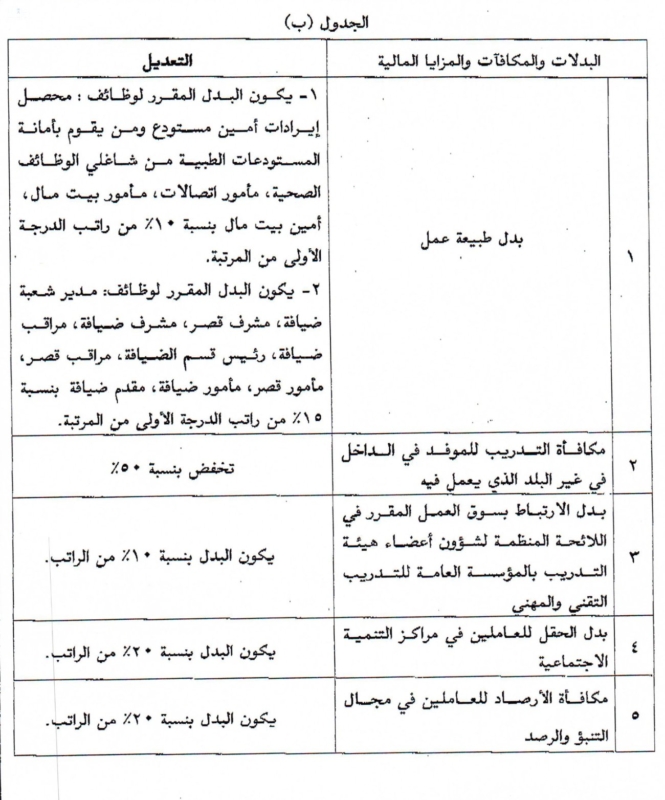 الجدول (ب)
البدلات والمكافآت والمزايا المالية
التعديل
١
بدل طبيعة عمل
١- يكون البدل المقرر لوظائف : محصل
إيرادات أمين مستودع ومن يقوم بأمانة
المستودعات الطبية من شاغلي الوظائف
الصحية، مأمور اتصالات، مأمور بيت مال،
أمين بيت مال بنسبة ١٠٪ من راتب الدرجة
الأولى من المرتبة.
٢- يكون البدل المقرر لوظائف: مدير شعبة
ضيافة، مشرف قصر، مشرف ضيافة، مراقب
ضيافة، رئيس قسم الضيافة، مراقب قصر،
مأمور قصر، مأمور ضيافة، مقدم ضيافة بنسبة
١٥٪ من راتب الدرجة الأولى من المرتبة.
٢
مكافأة التدريب للموفد في الداخل
في غير البلد الذي يعمل فيه
تخفض بنسبة ٥٠٪
٣
بدل الارتباط بسوق العمل المقرر في
اللائحة المنظمة لشؤون أعضاء هيئة
التدريب بالمؤسسة العامة للتدريب
التقني والمهني
يكون البدل بنسبة ١٠٪ من الراتب.
٤
بدل الحقل للعاملين في مراكز التنمية
الاجتماعية
يكون البدل بنسبة ٢٠٪ من الراتب.
٥
مكافأة الأرصاد للعاملين في مجال
التنبؤ والرصد
يكون البدل بنسبة ٢٠٪ من الراتب.